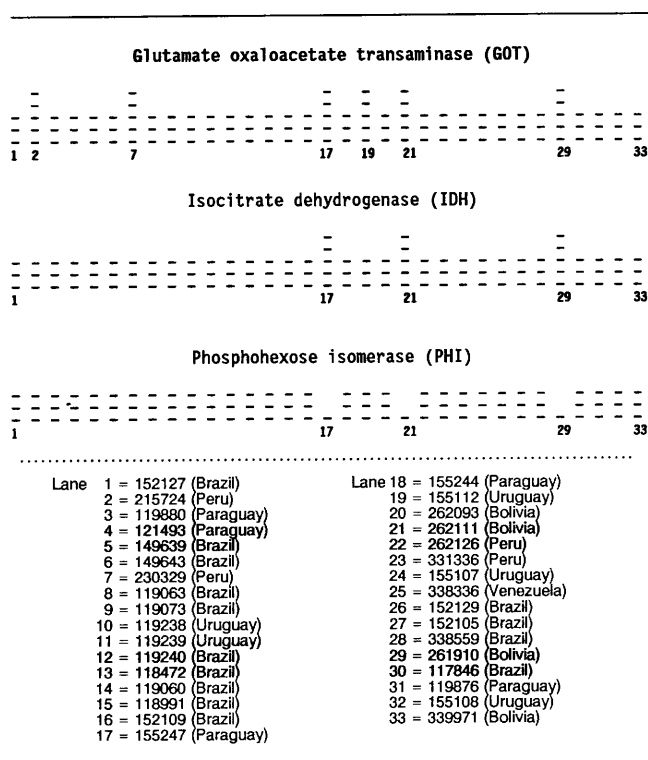 Glutamate oxaloacetate transaminase (GOT)
1 2 7 17 19 21 29 33
Isocitrate dehydrogenase (IDH)
1 17 21 29 33
Phosphohexose isomerase (PHI)
1 17 21 29 33
Lane 1 = 152127 (Brazil)
2 = 215724 (Peru)
3 = 119880 (Paraguay)
4 = 121493 (Paraguay)
5 = 149639 (Brazil)
6 = 149643 (Brazil)
7 = 230329 (Peru)
8 = 119063 (Brazil)
9 = 119073 (Brazil)
10 = 119238 (Uruguay)
11 = 119239 (Uruguay)
12 = 119240 (Brazil)
13 = 118472 (Brazil)
14 = 119060 (Brazil)
15 = 118991 (Brazil)
16 = 152109 (Brazil)
17 = 155247 (Paraguay)
Lane 18 = 155244 (Paraguay)
19 = 155112 (Uruguay)
20 = 262093 (Bolivia)
21 = 262111 (Bolivia)
22 = 262126 (Peru)
23 = 331336 (Peru)
24 = 155107 (Uruguay)
25 = 338336 (Venezuela)
26 = 152129 (Brazil)
27 = 152105 (Brazil)
28 = 338559 (Brazil)
29 = 261910 (Bolivia)
30 = 117846 (Brazil)
31 = 119876 (Paraguay)
32 = 155108 (Uruguay)
33 = 339971 (Bolivia)